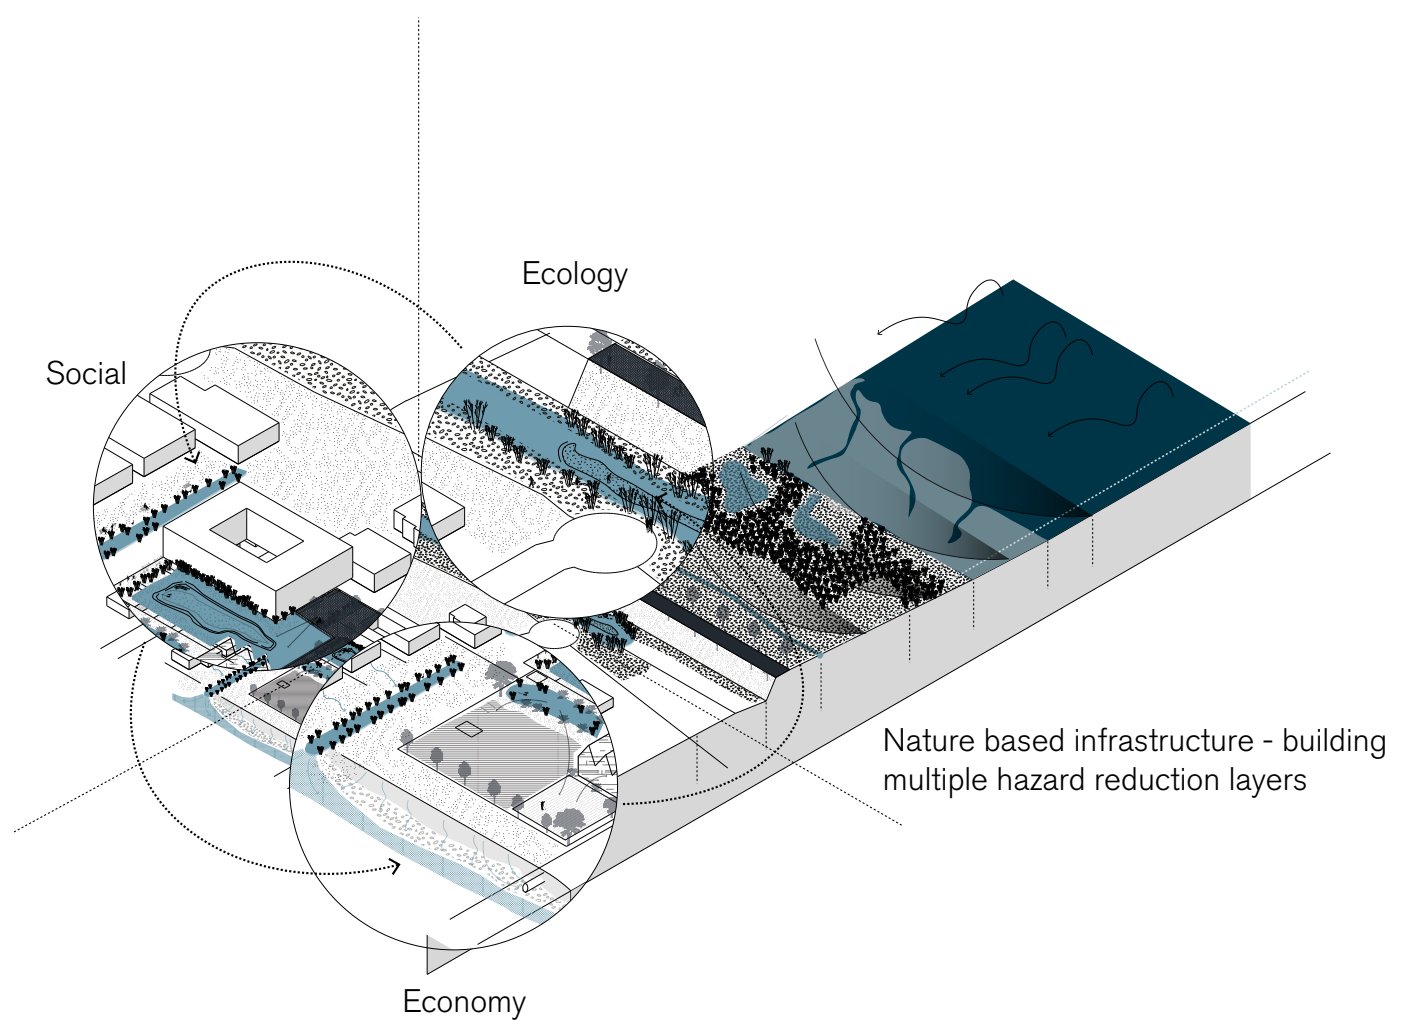 Ecology
Social
Nature based infrastructure - building
multiple hazard reduction layers
Economy